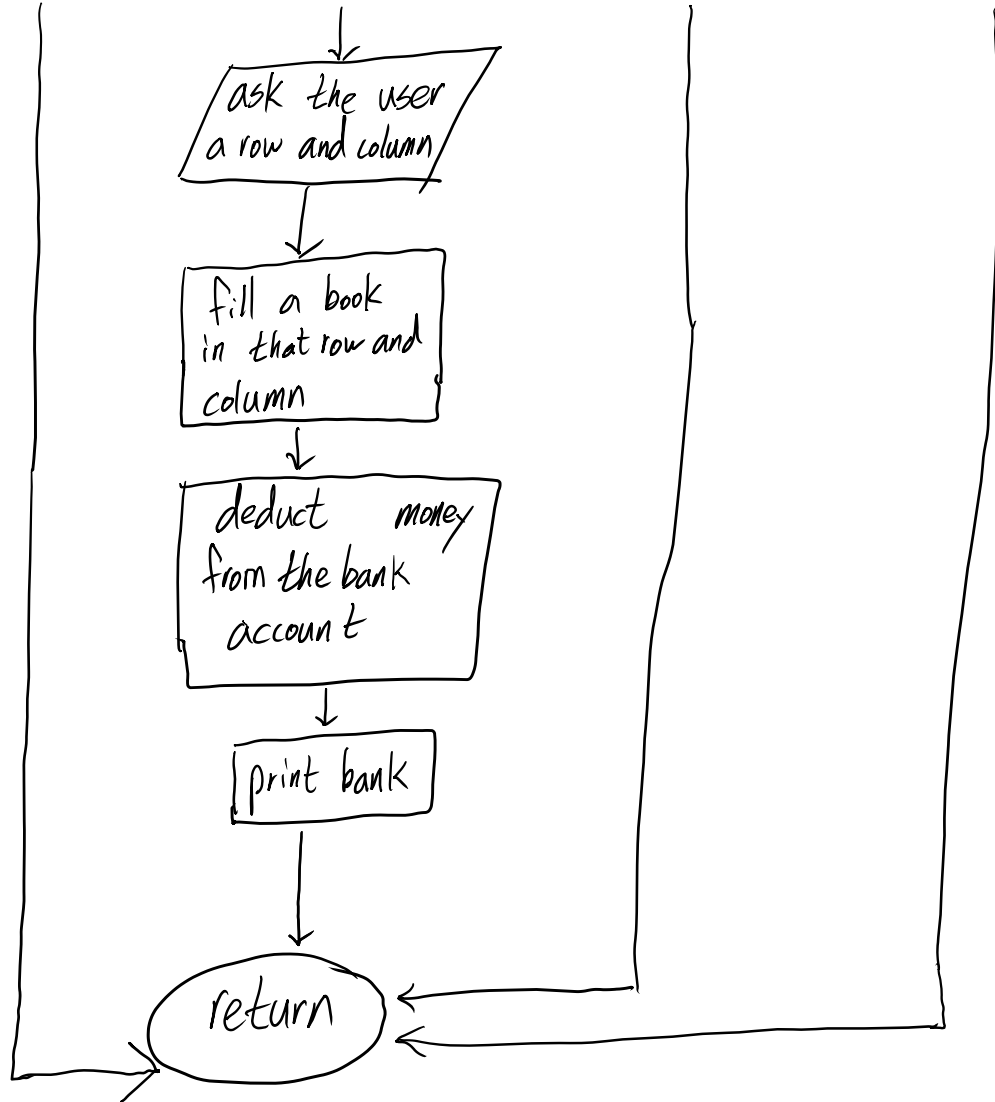 ask the user
a row and column
fill a book
in that row and
column
deduct money
from the bank
account
print bank
return